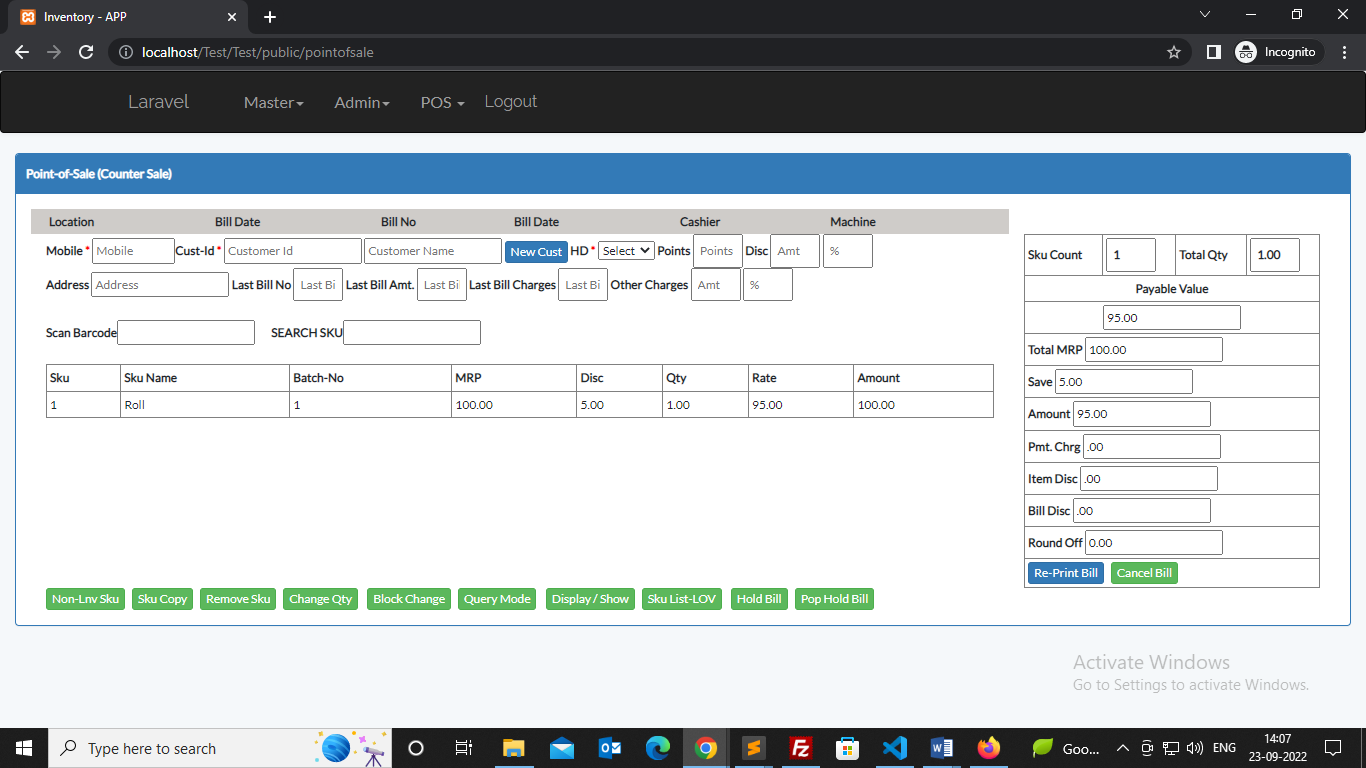 Inventory - APP
localhost/Test/Test/public/pointofsale
Incognito
Laravel Master Admin POS Logout
Point-of-Sale (Counter Sale)
Location Bill Date Bill No Bill Date Cashier Machine
Mobile * Mobile Cust-Id * Customer Id Customer Name New Cust HD * Select Points Points Disc Amt %
Address Address Last Bill No Last Bi Last Bill Amt. Last Bi Last Bill Charges Last Bi Other Charges Amt %
Scan Barcode SEARCH SKU
Sku Sku Name Batch-No MRP Disc Qty Rate Amount
1 Roll 1 100.00 5.00 1.00 95.00 100.00
Non-Lnv Sku Sku Copy Remove Sku Change Qty Block Change Query Mode Display / Show Sku List-LOV Hold Bill Pop Hold Bill
Sku Count 1 Total Qty 1.00
Payable Value
95.00
Total MRP 100.00
Save 5.00
Amount 95.00
Pmt. Chrg .00
Item Disc .00
Bill Disc .00
Round Off 0.00
Re-Print Bill Cancel Bill
Activate Windows
Go to Settings to activate Windows.
Type here to search
Goo...
ENG
14:07
23-09-2022